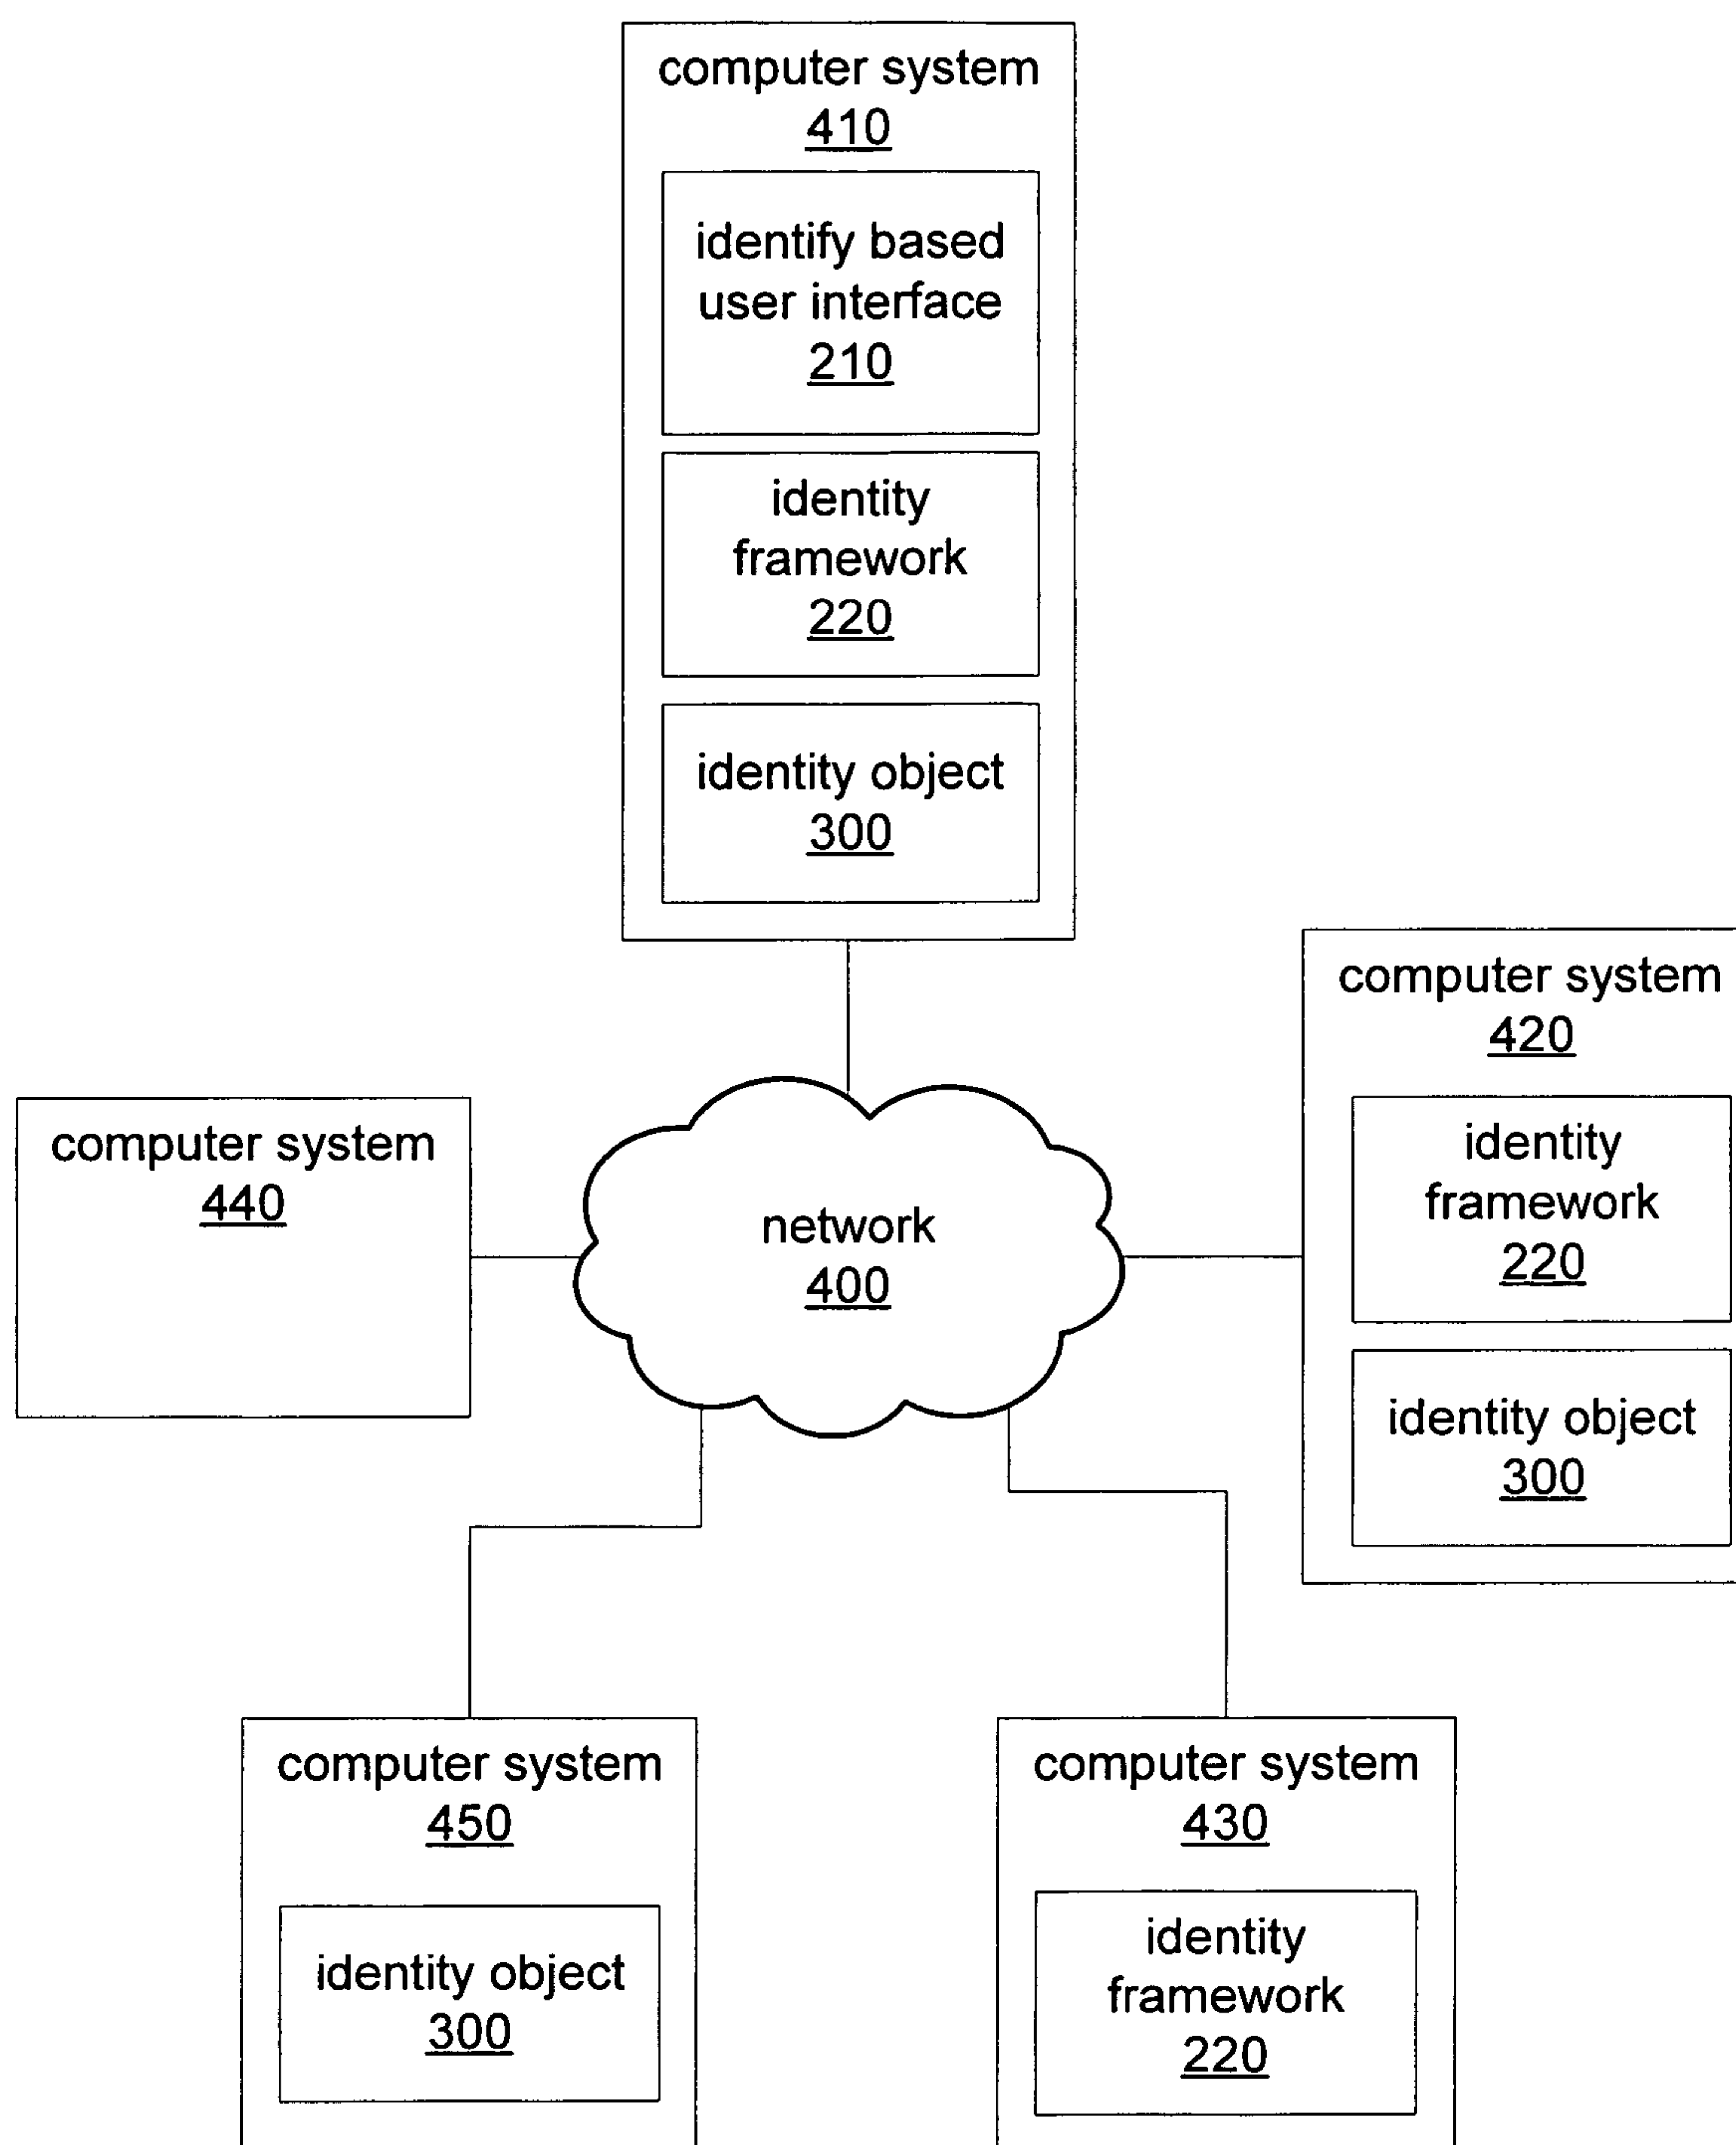 computer system
410
identify based
user interface
210
identity
framework
220
identity object
300
computer system
420
identity
framework
220
identity object
300
computer system
440
network
400
computer system
450
identity object
300
computer system
430
identity
framework
220